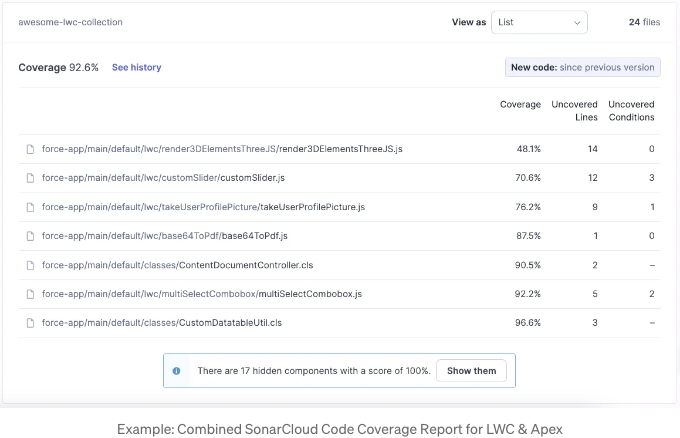 awesome-lwc-collection View as List 24 files
Coverage 92.6% See history New code: since previous version
Coverage Uncovered Lines Uncovered Conditions
force-app/main/default/lwc/render3DElementsThreeJS/render3DElementsThreeJS.js 48.1% 14 0
force-app/main/default/lwc/customSlider/customSlider.js 70.6% 12 3
force-app/main/default/lwc/takeUserProfilePicture/takeUserProfilePicture.js 76.2% 9 1
force-app/main/default/lwc/base64ToPdf/base64ToPdf.js 87.5% 1 0
force-app/main/default/classes/ContentDocumentController.cls 90.5% 2 –
force-app/main/default/lwc/multiSelectCombobox/multiSelectCombobox.js 92.2% 5 2
force-app/main/default/classes/CustomDatatableUtil.cls 96.6% 3 –
There are 17 hidden components with a score of 100%. Show them
Example: Combined SonarCloud Code Coverage Report for LWC & Apex